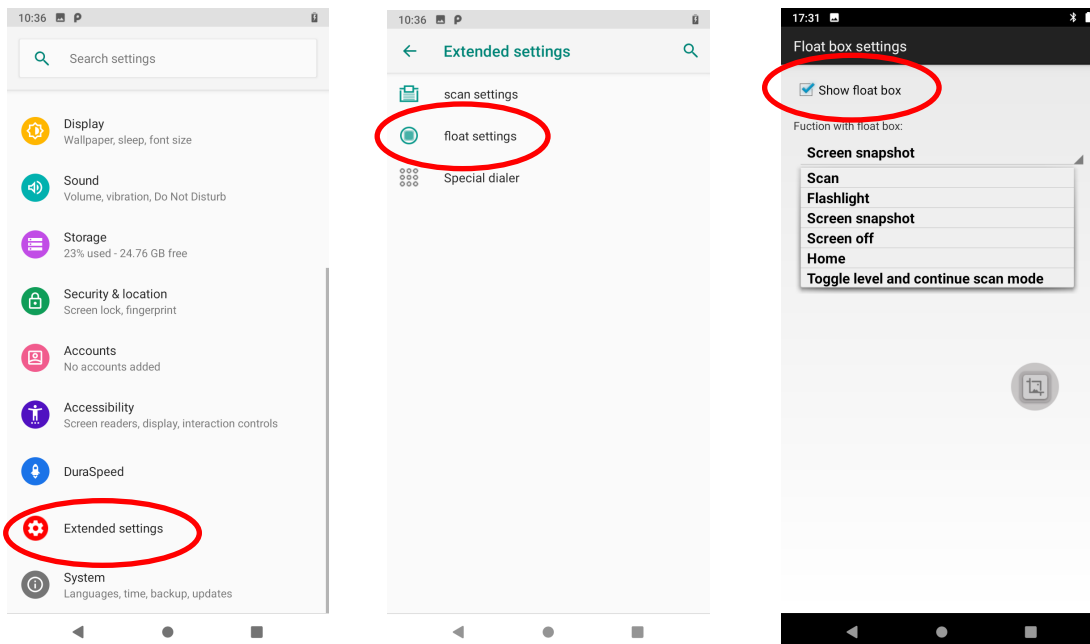 10:36
Search settings
Display
Wallpaper, sleep, font size
Sound
Volume, vibration, Do Not Disturb
Storage
23% used - 24.76 GB free
Security & location
Screen lock, fingerprint
Accounts
No accounts added
Accessibility
Screen readers, display, interaction controls
DuraSpeed
Extended settings
System
Languages, time, backup, updates
10:36
Extended settings
scan settings
float settings
Special dialer
17:31
Float box settings
Show float box
Fuction with float box:
Screen snapshot
Scan
Flashlight
Screen snapshot
Screen off
Home
Toggle level and continue scan mode